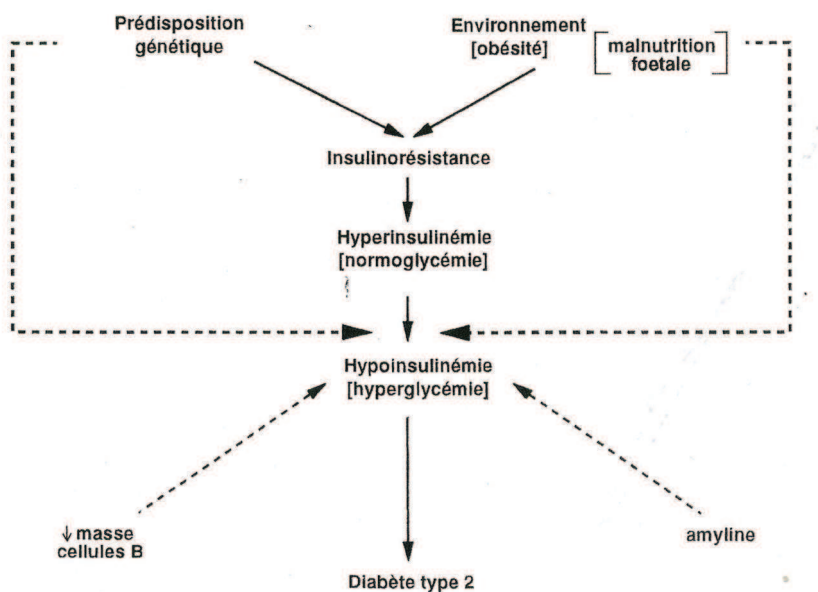 Prédisposition
génétique
Environnement
[obésité]
[malnutrition
foetale]
Insulinorésistance
Hyperinsulinémie
[normoglycémie]
Hypoinsulinémie
[hyperglycémie]
↓ masse
cellules B
amyline
Diabète type 2